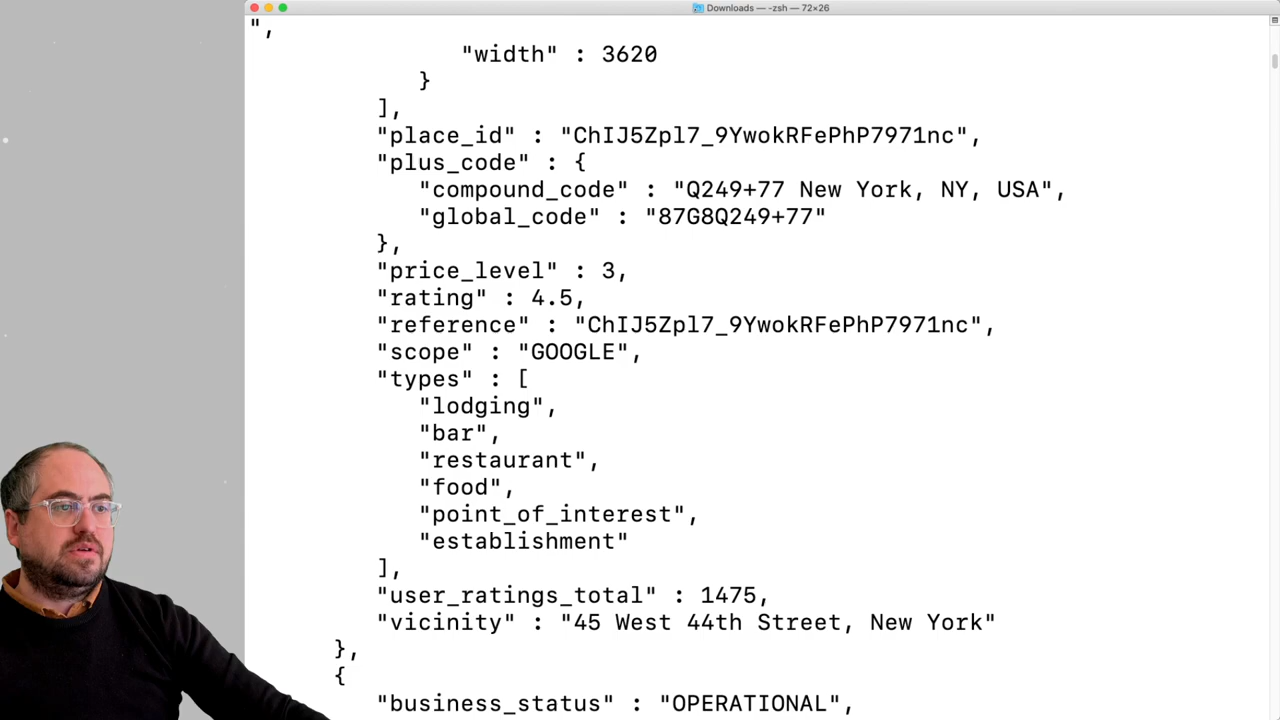 Downloads — -zsh — 72×26
",
"width" : 3620
}
],
"place_id" : "ChIJ5Zpl7_9YwokRFePhP7971nc",
"plus_code" : {
"compound_code" : "Q249+77 New York, NY, USA",
"global_code" : "87G8Q249+77"
},
"price_level" : 3,
"rating" : 4.5,
"reference" : "ChIJ5Zpl7_9YwokRFePhP7971nc",
"scope" : "GOOGLE",
"types" : [
"lodging",
"bar",
"restaurant",
"food",
"point_of_interest",
"establishment"
],
"user_ratings_total" : 1475,
"vicinity" : "45 West 44th Street, New York"
},
{
"business_status" : "OPERATIONAL",